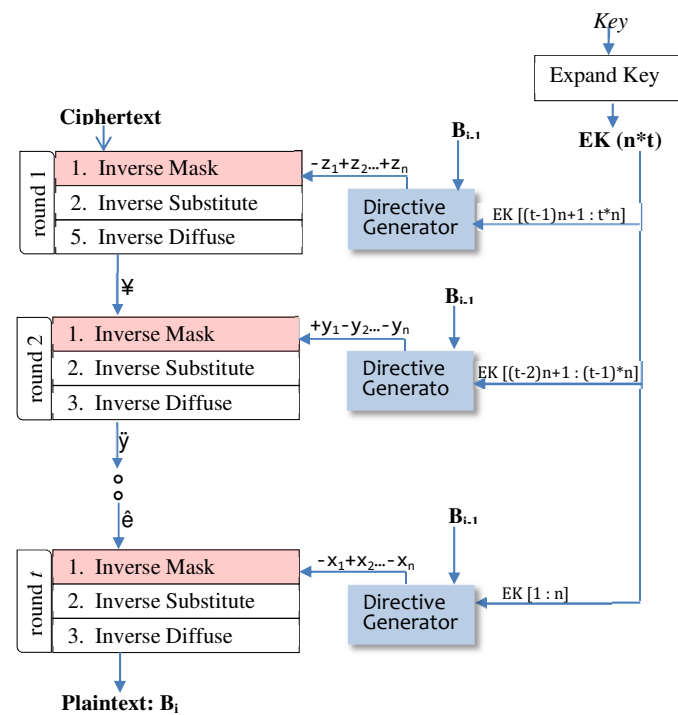 Key
Expand Key
EK (n*t)
Ciphertext
round 1
1. Inverse Mask
2. Inverse Substitute
5. Inverse Diffuse
-z₁+z₂...+zₙ
Bᵢ₋₁
Directive
Generator
EK [(t-1)n+1 : t*n]
¥
round 2
1. Inverse Mask
2. Inverse Substitute
3. Inverse Diffuse
+y₁-y₂...-yₙ
Bᵢ₋₁
Directive
Generato
EK [(t-2)n+1 : (t-1)*n]
ÿ
ê
round t
1. Inverse Mask
2. Inverse Substitute
3. Inverse Diffuse
-x₁+x₂...-xₙ
Bᵢ₋₁
Directive
Generator
EK [1 : n]
Plaintext: Bᵢ